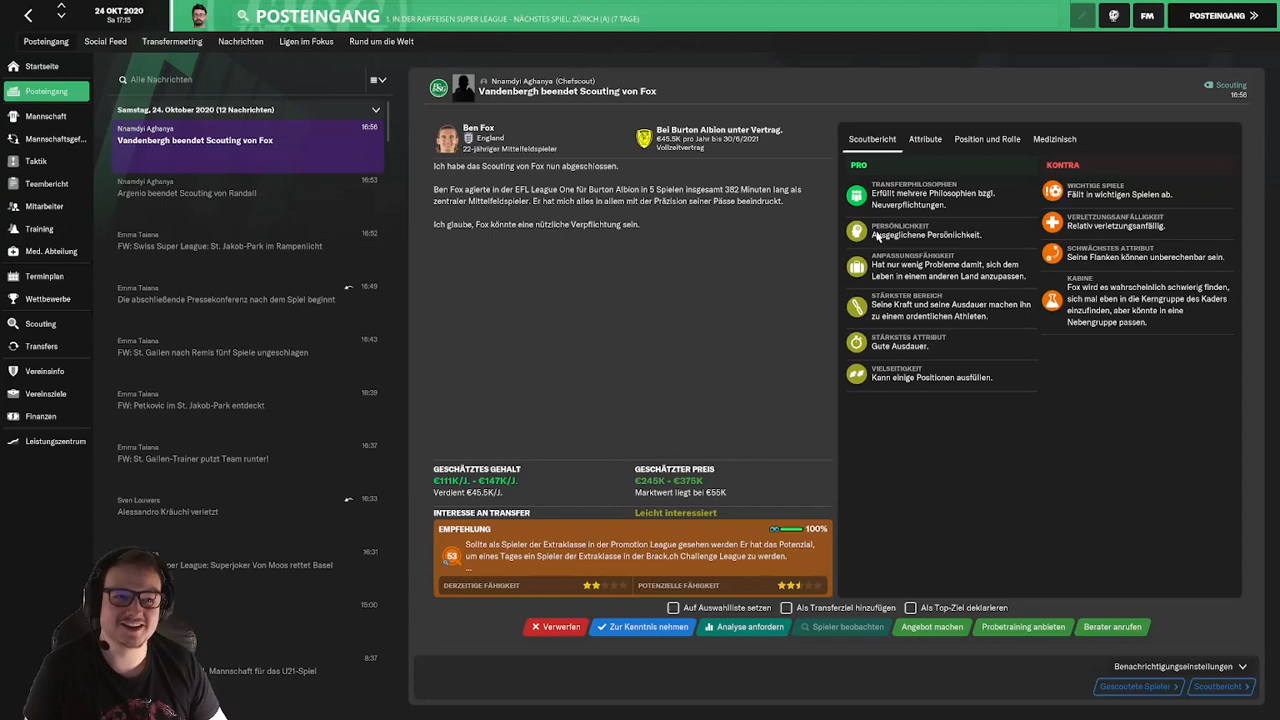 24 OKT 2020
Sa 17:15
POSTEINGANG
1. IN DER RAIFFEISEN SUPER LEAGUE - NÄCHSTES SPIEL: ZÜRICH (A) (7 TAGE)
FM
POSTEINGANG
Posteingang
Social Feed
Transfermeeting
Nachrichten
Ligen im Fokus
Rund um die Welt
Startseite
Posteingang
Mannschaft
Mannschaftsgef...
Taktik
Teambericht
Mitarbeiter
Training
Med. Abteilung
Terminplan
Wettbewerbe
Scouting
Transfers
Vereinsinfo
Vereinsziele
Finanzen
Leistungszentrum
Alle Nachrichten
Samstag, 24. Oktober 2020 (12 Nachrichten)
Nnamdyi Aghanya
16:56
Vandenbergh beendet Scouting von Fox
Nnamdyi Aghanya
16:53
Argenio beendet Scouting von Randall
Emma Taiana
16:52
FW: Swiss Super League: St. Jakob-Park im Rampenlicht
Emma Taiana
16:49
Die abschließende Pressekonferenz nach dem Spiel beginnt
Emma Taiana
16:43
FW: St. Gallen nach Remis fünf Spiele ungeschlagen
Emma Taiana
16:39
FW: Petkovic im St. Jakob-Park entdeckt
Emma Taiana
16:37
FW: St. Gallen-Trainer putzt Team runter!
Sven Louwers
16:33
Alessandro Kräuchli verletzt
16:31
er League: Superjoker Von Moos rettet Basel
15:00
8:37
. Mannschaft für das U21-Spiel
Nnamdyi Aghanya (Chefscout)
Vandenbergh beendet Scouting von Fox
Scouting
16:56
Ben Fox
England
22-jähriger Mittelfeldspieler
Bei Burton Albion unter Vertrag.
€45.5K pro Jahr bis 30/6/2021
Vollzeitvertrag
Ich habe das Scouting von Fox nun abgeschlossen.
Ben Fox agierte in der EFL League One für Burton Albion in 5 Spielen insgesamt 382 Minuten lang als
zentraler Mittelfeldspieler. Er hat mich alles in allem mit der Präzision seiner Pässe beeindruckt.
Ich glaube, Fox könnte eine nützliche Verpflichtung sein.
GESCHÄTZTES GEHALT
€111K/J. - €147K/J.
Verdient €45.5K/J.
GESCHÄTZTER PREIS
€245K - €375K
Marktwert liegt bei €55K
INTERESSE AN TRANSFER
Leicht interessiert
EMPFEHLUNG
100%
53
Sollte als Spieler der Extraklasse in der Promotion League gesehen werden Er hat das Potenzial,
um eines Tages ein Spieler der Extraklasse in der Brack.ch Challenge League zu werden.
...
DERZEITIGE FÄHIGKEIT
POTENZIELLE FÄHIGKEIT
Scoutbericht
Attribute
Position und Rolle
Medizinisch
PRO
TRANSFERPHILOSOPHIEN
Erfüllt mehrere Philosophien bzgl.
Neuverpflichtungen.
PERSÖNLICHKEIT
Ausgeglichene Persönlichkeit.
ANPASSUNGSFÄHIGKEIT
Hat nur wenig Probleme damit, sich dem
Leben in einem anderen Land anzupassen.
STÄRKSTER BEREICH
Seine Kraft und seine Ausdauer machen ihn
zu einem ordentlichen Athleten.
STÄRKSTES ATTRIBUT
Gute Ausdauer.
VIELSEITIGKEIT
Kann einige Positionen ausfüllen.
KONTRA
WICHTIGE SPIELE
Fällt in wichtigen Spielen ab.
VERLETZUNGSANFÄLLIGKEIT
Relativ verletzungsanfällig.
SCHWÄCHSTES ATTRIBUT
Seine Flanken können unberechenbar sein.
KABINE
Fox wird es wahrscheinlich schwierig finden,
sich mal eben in die Kerngruppe des Kaders
einzufinden, aber könnte in eine
Nebengruppe passen.
Auf Auswahlliste setzen
Als Transferziel hinzufügen
Als Top-Ziel deklarieren
Verwerfen
Zur Kenntnis nehmen
Analyse anfordern
Spieler beobachten
Angebot machen
Probetraining anbieten
Berater anrufen
Benachrichtigungseinstellungen
Gescoutete Spieler
Scoutbericht